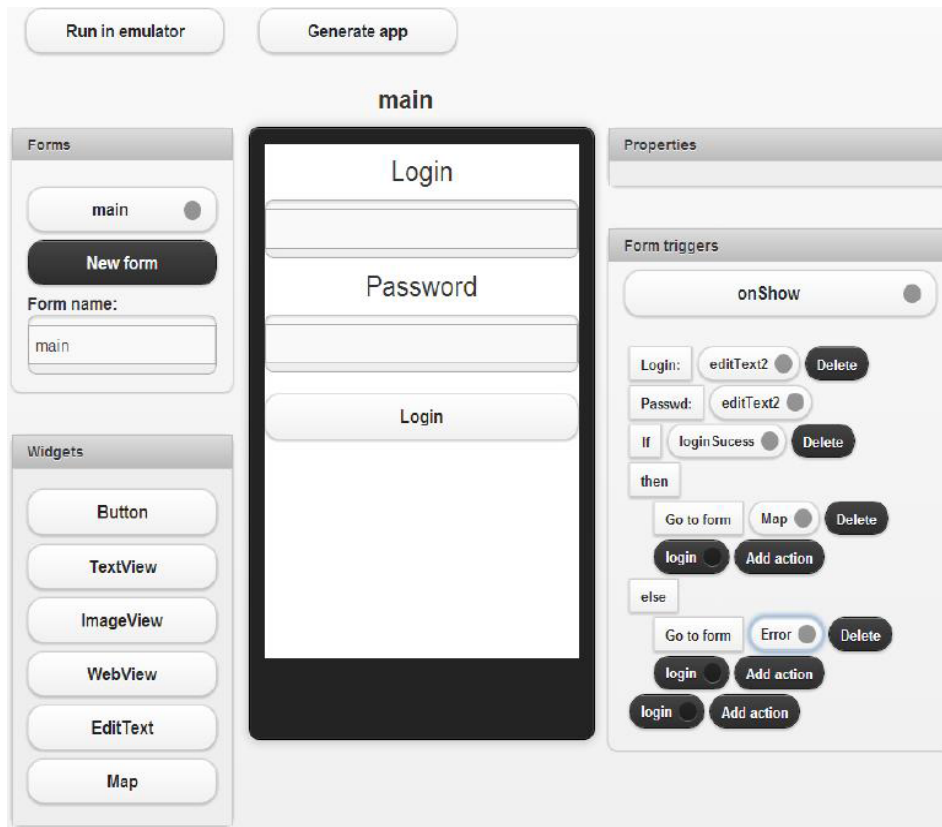 Run in emulator Generate app
main
Forms
main
New form
Form name:
main
Widgets
Button
TextView
ImageView
WebView
EditText
Map
Login
Password
Login
Properties
Form triggers
onShow
Login: editText2 Delete
Passwd: editText2
If loginSucess Delete
then
Go to form Map Delete
login Add action
else
Go to form Error Delete
login Add action
login Add action